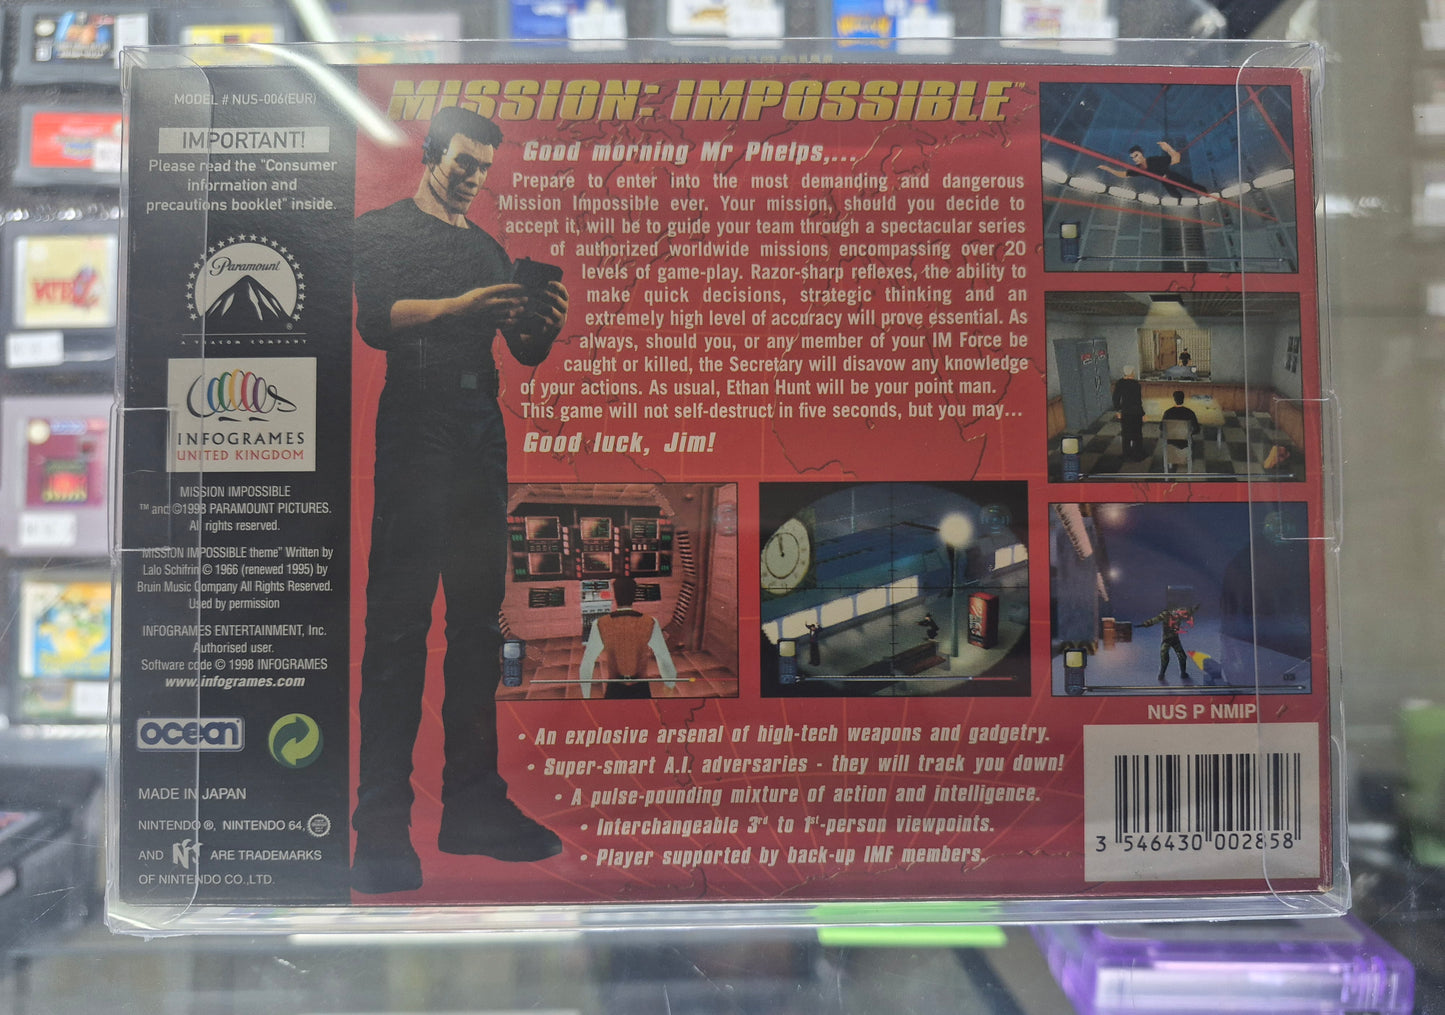 MODEL # NUS-006(EUR)
IMPORTANT!
Please read the "Consumer
information and
precautions booklet" inside.
Paramount
A VIACOM COMPANY
INFOGRAMES
UNITED KINGDOM
MISSION IMPOSSIBLE
™ and ©1998 PARAMOUNT PICTURES.
All rights reserved.
"MISSION IMPOSSIBLE theme" Written by
Lalo Schifrin © 1966 (renewed 1995) by
Bruin Music Company All Rights Reserved.
Used by permission
INFOGRAMES ENTERTAINMENT, Inc.
Authorised user.
Software code © 1998 INFOGRAMES
www.infogrames.com
ocean
MADE IN JAPAN
NINTENDO ®, NINTENDO 64,
AND
ARE TRADEMARKS
OF NINTENDO CO.,LTD.
MISSION: IMPOSSIBLE™
Good morning Mr Phelps,...
Prepare to enter into the most demanding and dangerous
Mission Impossible ever. Your mission, should you decide to
accept it, will be to guide your team through a spectacular series
of authorized worldwide missions encompassing over 20
levels of game-play. Razor-sharp reflexes, the ability to
make quick decisions, strategic thinking and an
extremely high level of accuracy will prove essential. As
always, should you, or any member of your IM Force be
caught or killed, the Secretary will disavow any knowledge
of your actions. As usual, Ethan Hunt will be your point man.
This game will not self-destruct in five seconds, but you may...
Good luck, Jim!
• An explosive arsenal of high-tech weapons and gadgetry.
• Super-smart A.I. adversaries - they will track you down!
• A pulse-pounding mixture of action and intelligence.
• Interchangeable 3rd to 1st-person viewpoints.
• Player supported by back-up IMF members.
NUS P NMIP
3 546430 002858